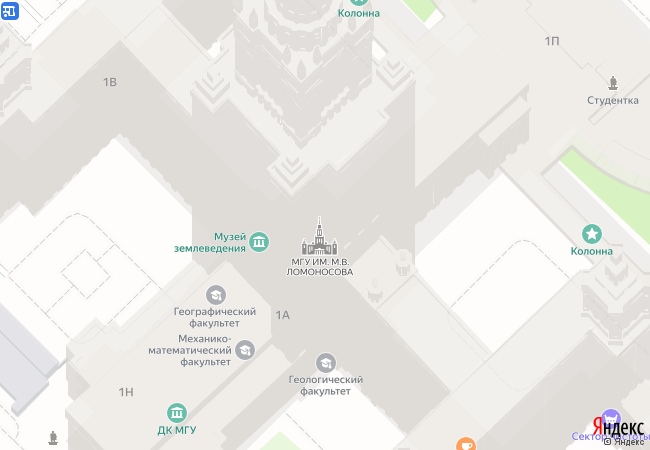 Колонна
1П
1В
Студентка
Музей
землеведения
МГУ ИМ. М.В.
ЛОМОНОСОВА
Колонна
Географический
факультет
1А
Механико-
математический
факультет
Геологический
факультет
1Н
ДК МГУ
Яндекс
© Яндекс